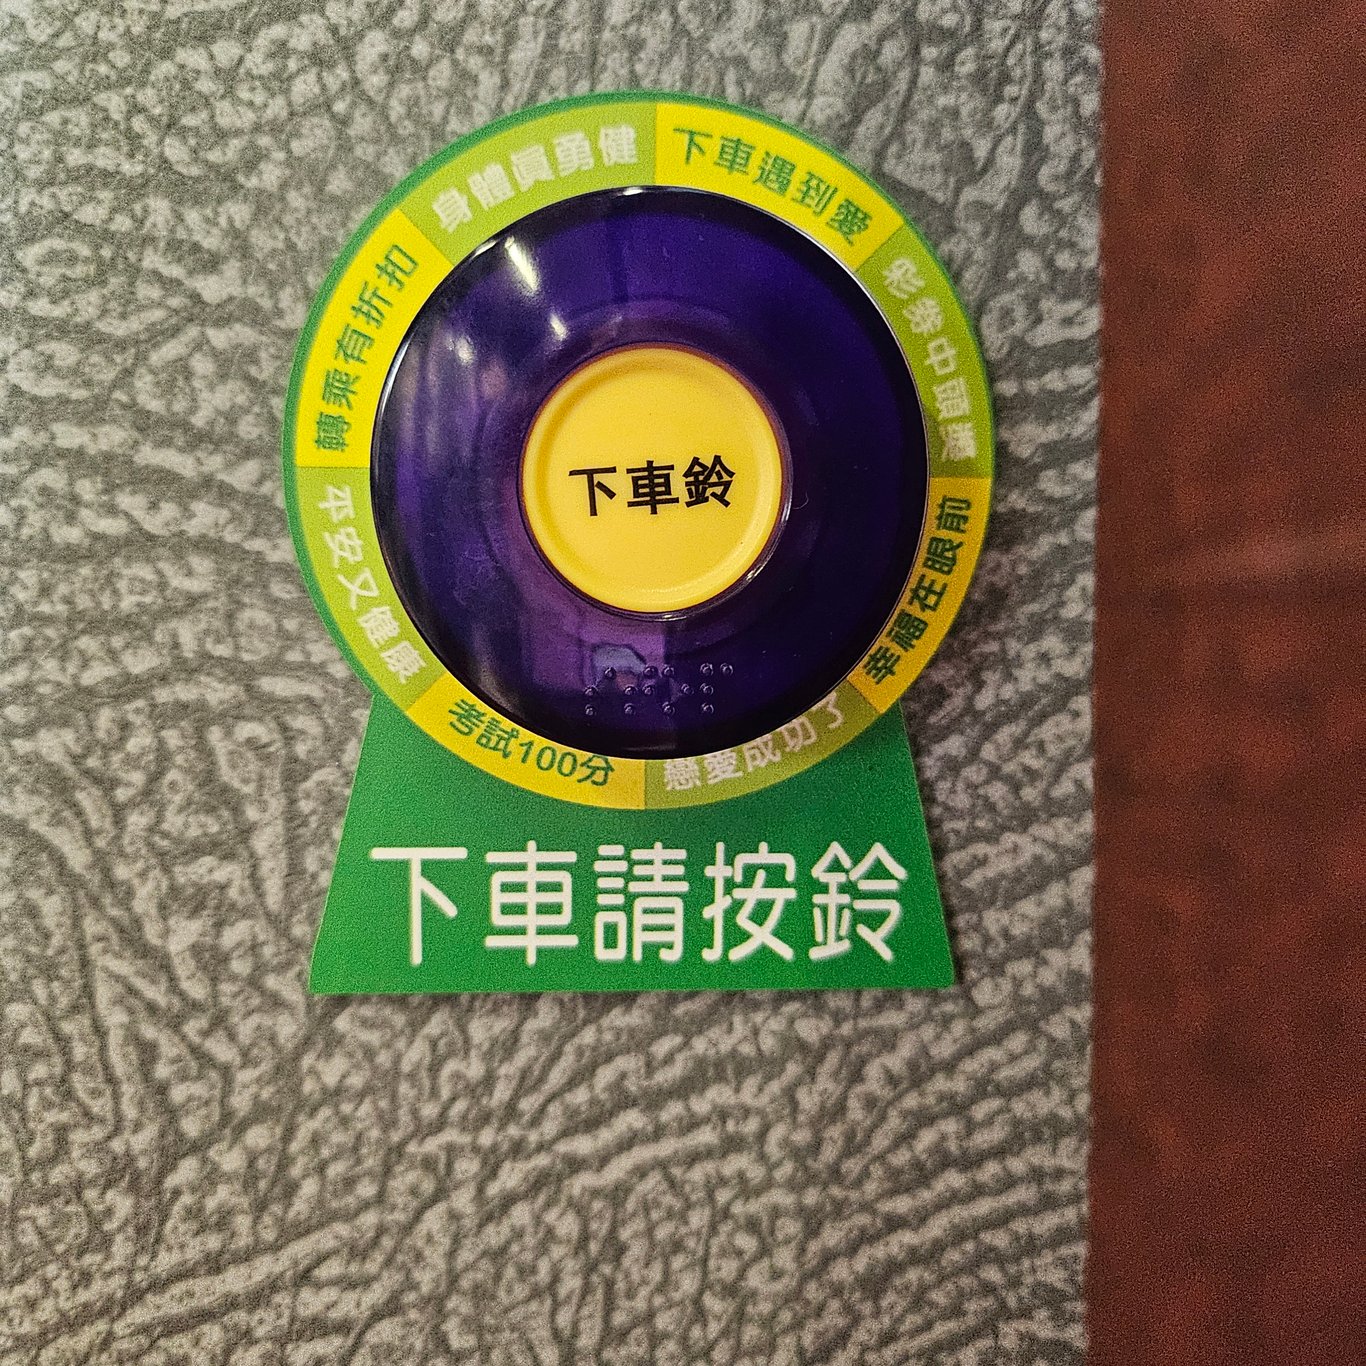 下車鈴
下車遇到愛
彩券中頭獎
幸福在眼前
戀愛成功了
考試100分
平安又健康
轉乘有折扣
身體真勇健
下車請按鈴